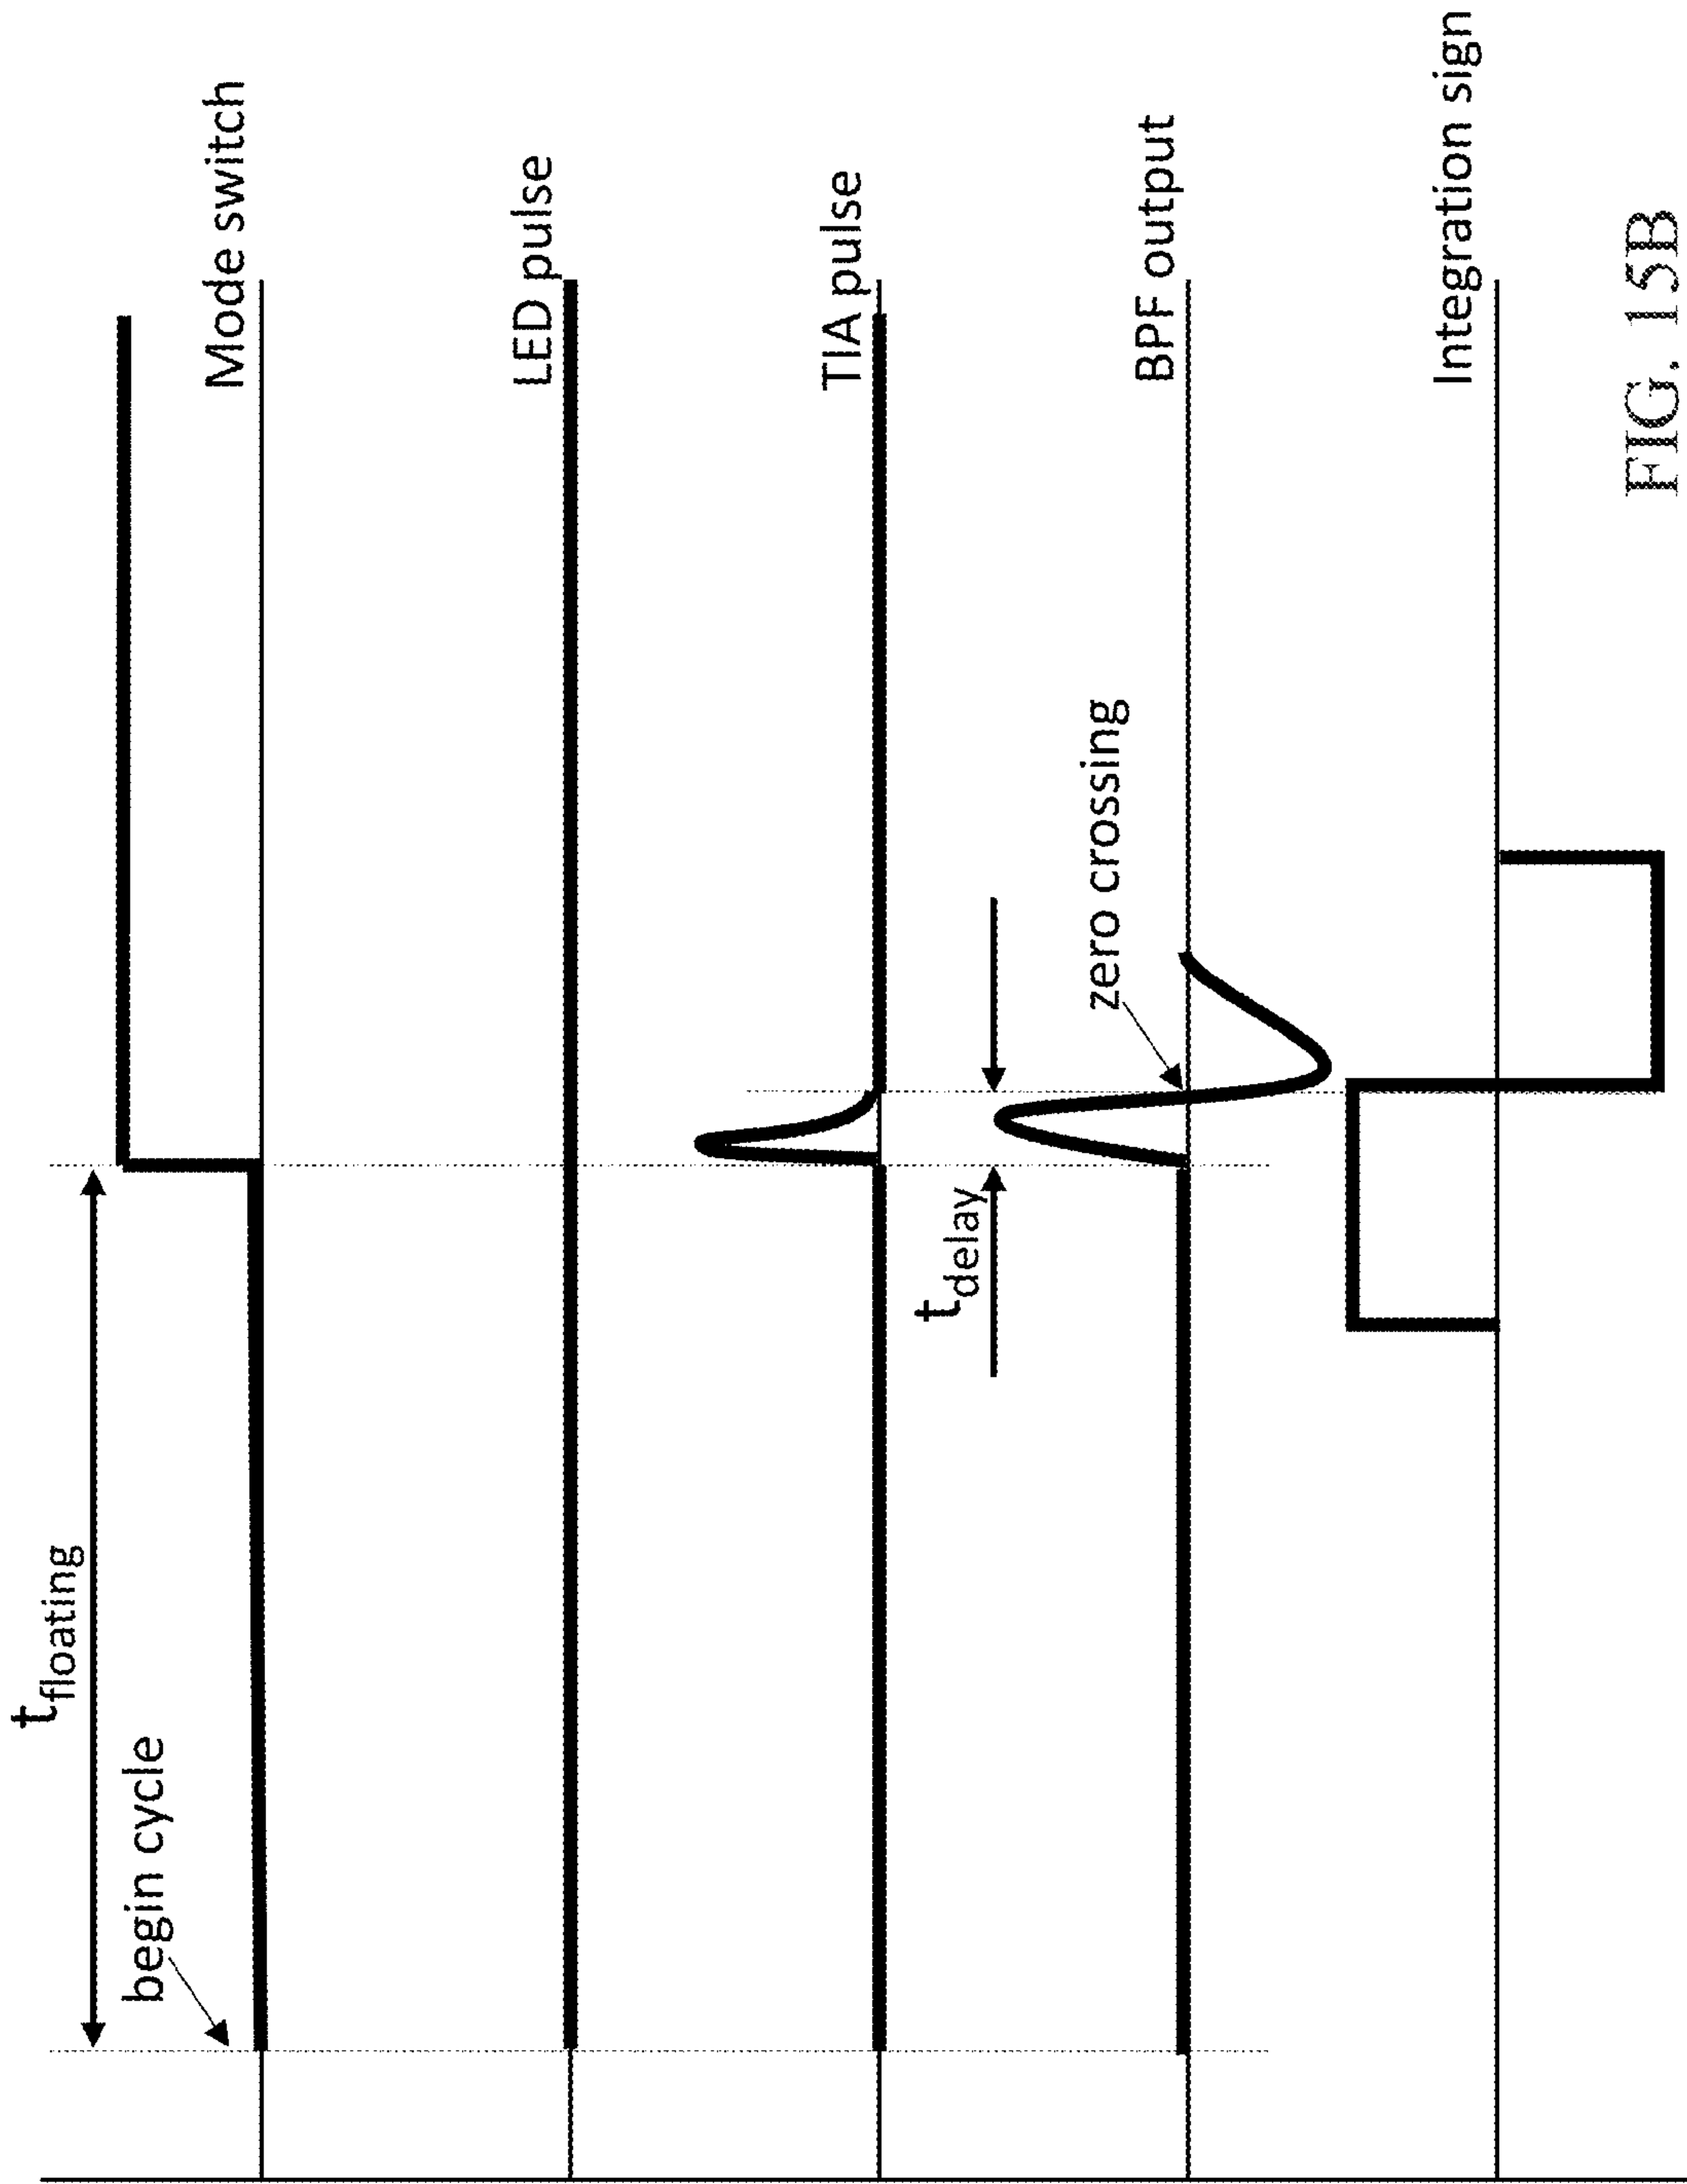 t_floating
begin cycle
Mode switch
LED pulse
TIA pulse
t_delay
zero crossing
BPF output
Integration sign
FIG. 15B